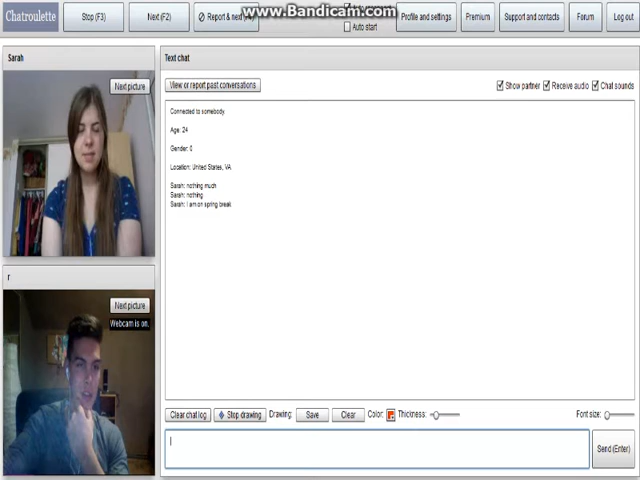 www.Bandicam.com
Chatroulette
Stop (F3)
Next (F2)
Report & next
Auto start
Profile and settings
Premium
Support and contacts
Forum
Log out
Sarah
Next picture
Text chat
View or report past conversations
Show partner
Receive audio
Chat sounds
Connected to somebody.
Age: 24
Gender: 0
Location: United States, VA
Sarah: nothing much
Sarah: nothing
Sarah: I am on spring break
r
Next picture
Webcam is on.
Clear chat log
Stop drawing
Drawing:
Save
Clear
Color:
Thickness:
Font size:
Send (Enter)